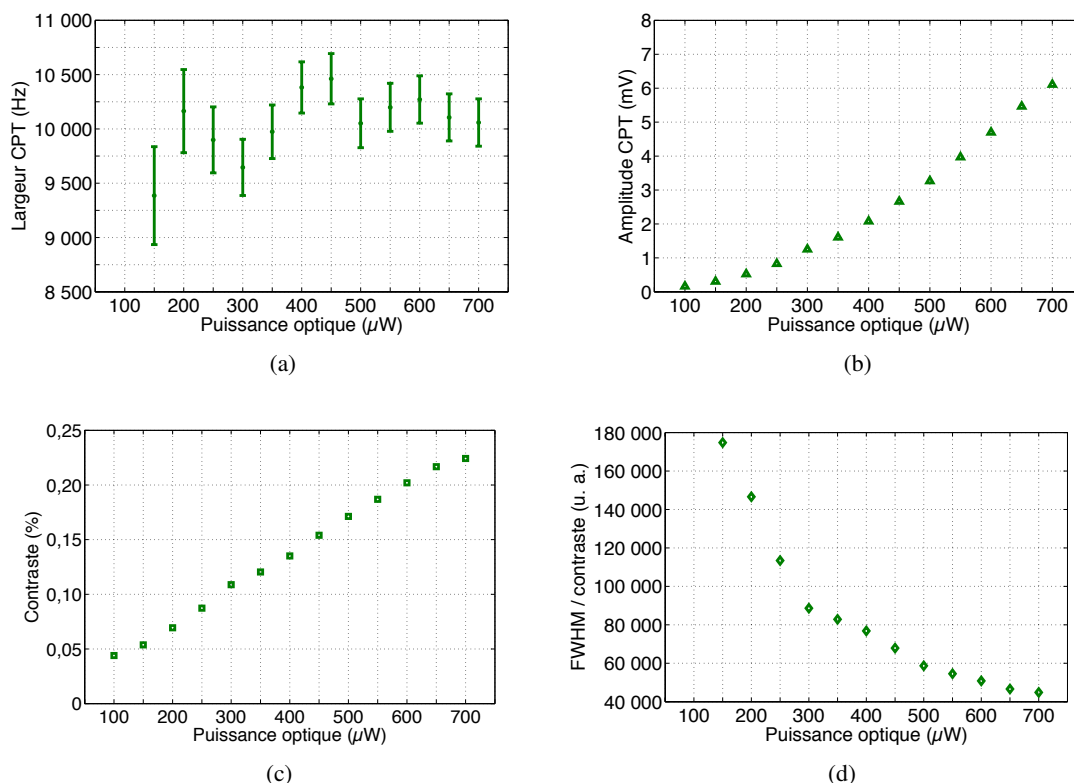 11 000
10 500
10 000
9 500
9 000
8 500
Largeur CPT (Hz)
100 200 300 400 500 600 700
Puissance optique (µW)
(a)
8
7
6
5
4
3
2
1
0
Amplitude CPT (mV)
100 200 300 400 500 600 700
Puissance optique (µW)
(b)
0,25
0,20
0,15
0,10
0,05
0
Contraste (%)
100 200 300 400 500 600 700
Puissance optique (µW)
(c)
180 000
160 000
140 000
120 000
100 000
80 000
60 000
40 000
FWHM / contraste (u. a.)
100 200 300 400 500 600 700
Puissance optique (µW)
(d)